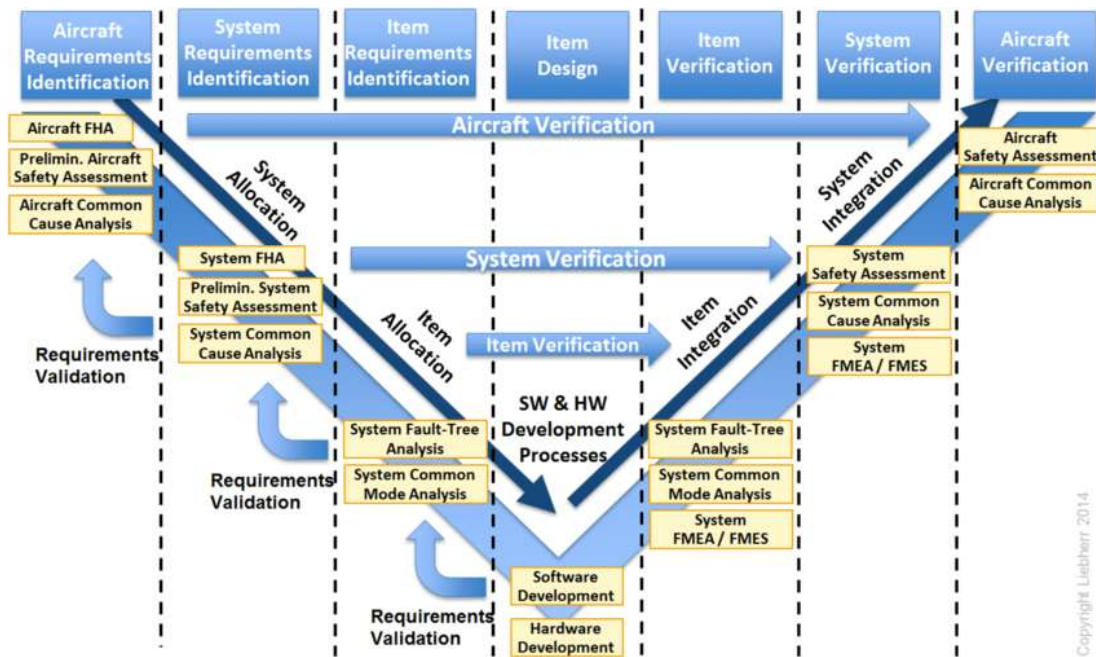 Aircraft
Requirements
Identification
System
Requirements
Identification
Item
Requirements
Identification
Item
Design
Item
Verification
System
Verification
Aircraft
Verification
Aircraft Verification
Aircraft FHA
Prelimin. Aircraft
Safety Assessment
Aircraft Common
Cause Analysis
System
Allocation
System
Integration
Aircraft
Safety Assessment
Aircraft Common
Cause Analysis
System Verification
System FHA
Prelimin. System
Safety Assessment
System Common
Cause Analysis
Requirements
Validation
Item
Allocation
Item Verification
Item
Integration
System
Safety Assessment
System Common
Cause Analysis
System
FMEA / FMES
SW & HW
Development
Processes
System Fault-Tree
Analysis
System Common
Mode Analysis
Requirements
Validation
System Fault-Tree
Analysis
System Common
Mode Analysis
System
FMEA / FMES
Software
Development
Hardware
Development
Requirements
Validation
Copyright Liebherr 2014